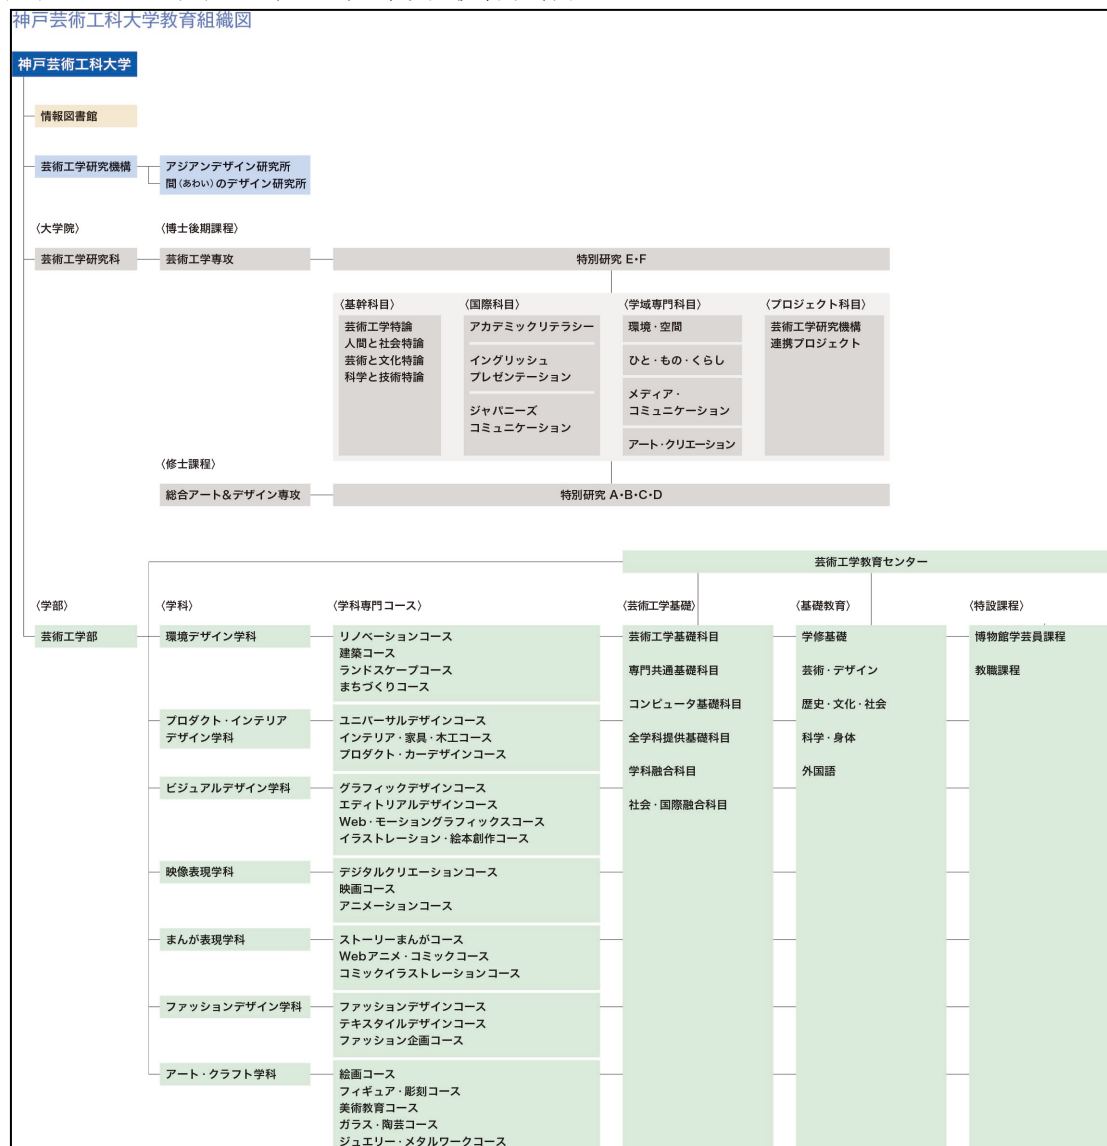 神戸芸術工科大学教育組織図
神戸芸術工科大学
情報図書館
芸術工学研究機構
アジアンデザイン研究所
間(あわい)のデザイン研究所
〈大学院〉
〈博士後期課程〉
芸術工学研究科
芸術工学専攻
特別研究 E・F
〈基幹科目〉
芸術工学特論
人間と社会特論
芸術と文化特論
科学と技術特論
〈国際科目〉
アカデミックリテラシー
イングリッシュ
プレゼンテーション
ジャパニーズ
コミュニケーション
〈学域専門科目〉
環境・空間
ひと・もの・くらし
メディア・
コミュニケーション
アート・クリエーション
〈プロジェクト科目〉
芸術工学研究機構
連携プロジェクト
〈修士課程〉
総合アート&デザイン専攻
特別研究 A・B・C・D
芸術工学教育センター
〈学部〉
〈学科〉
〈学科専門コース〉
〈芸術工学基礎〉
〈基礎教育〉
〈特設課程〉
芸術工学部
環境デザイン学科
リノベーションコース
建築コース
ランドスケープコース
まちづくりコース
プロダクト・インテリア
デザイン学科
ユニバーサルデザインコース
インテリア・家具・木工コース
プロダクト・カーデザインコース
ビジュアルデザイン学科
グラフィックデザインコース
エディトリアルデザインコース
Web・モーショングラフィックスコース
イラストレーション・絵本創作コース
映像表現学科
デジタルクリエーションコース
映画コース
アニメーションコース
まんが表現学科
ストーリーまんがコース
Webアニメ・コミックコース
コミックイラストレーションコース
ファッションデザイン学科
ファッションデザインコース
テキスタイルデザインコース
ファッション企画コース
アート・クラフト学科
絵画コース
フィギュア・彫刻コース
美術教育コース
ガラス・陶芸コース
ジュエリー・メタルワークコース
芸術工学基礎科目
専門共通基礎科目
コンピュータ基礎科目
全学科提供基礎科目
学科融合科目
社会・国際融合科目
学修基礎
芸術・デザイン
歴史・文化・社会
科学・身体
外国語
博物館学芸員課程
教職課程